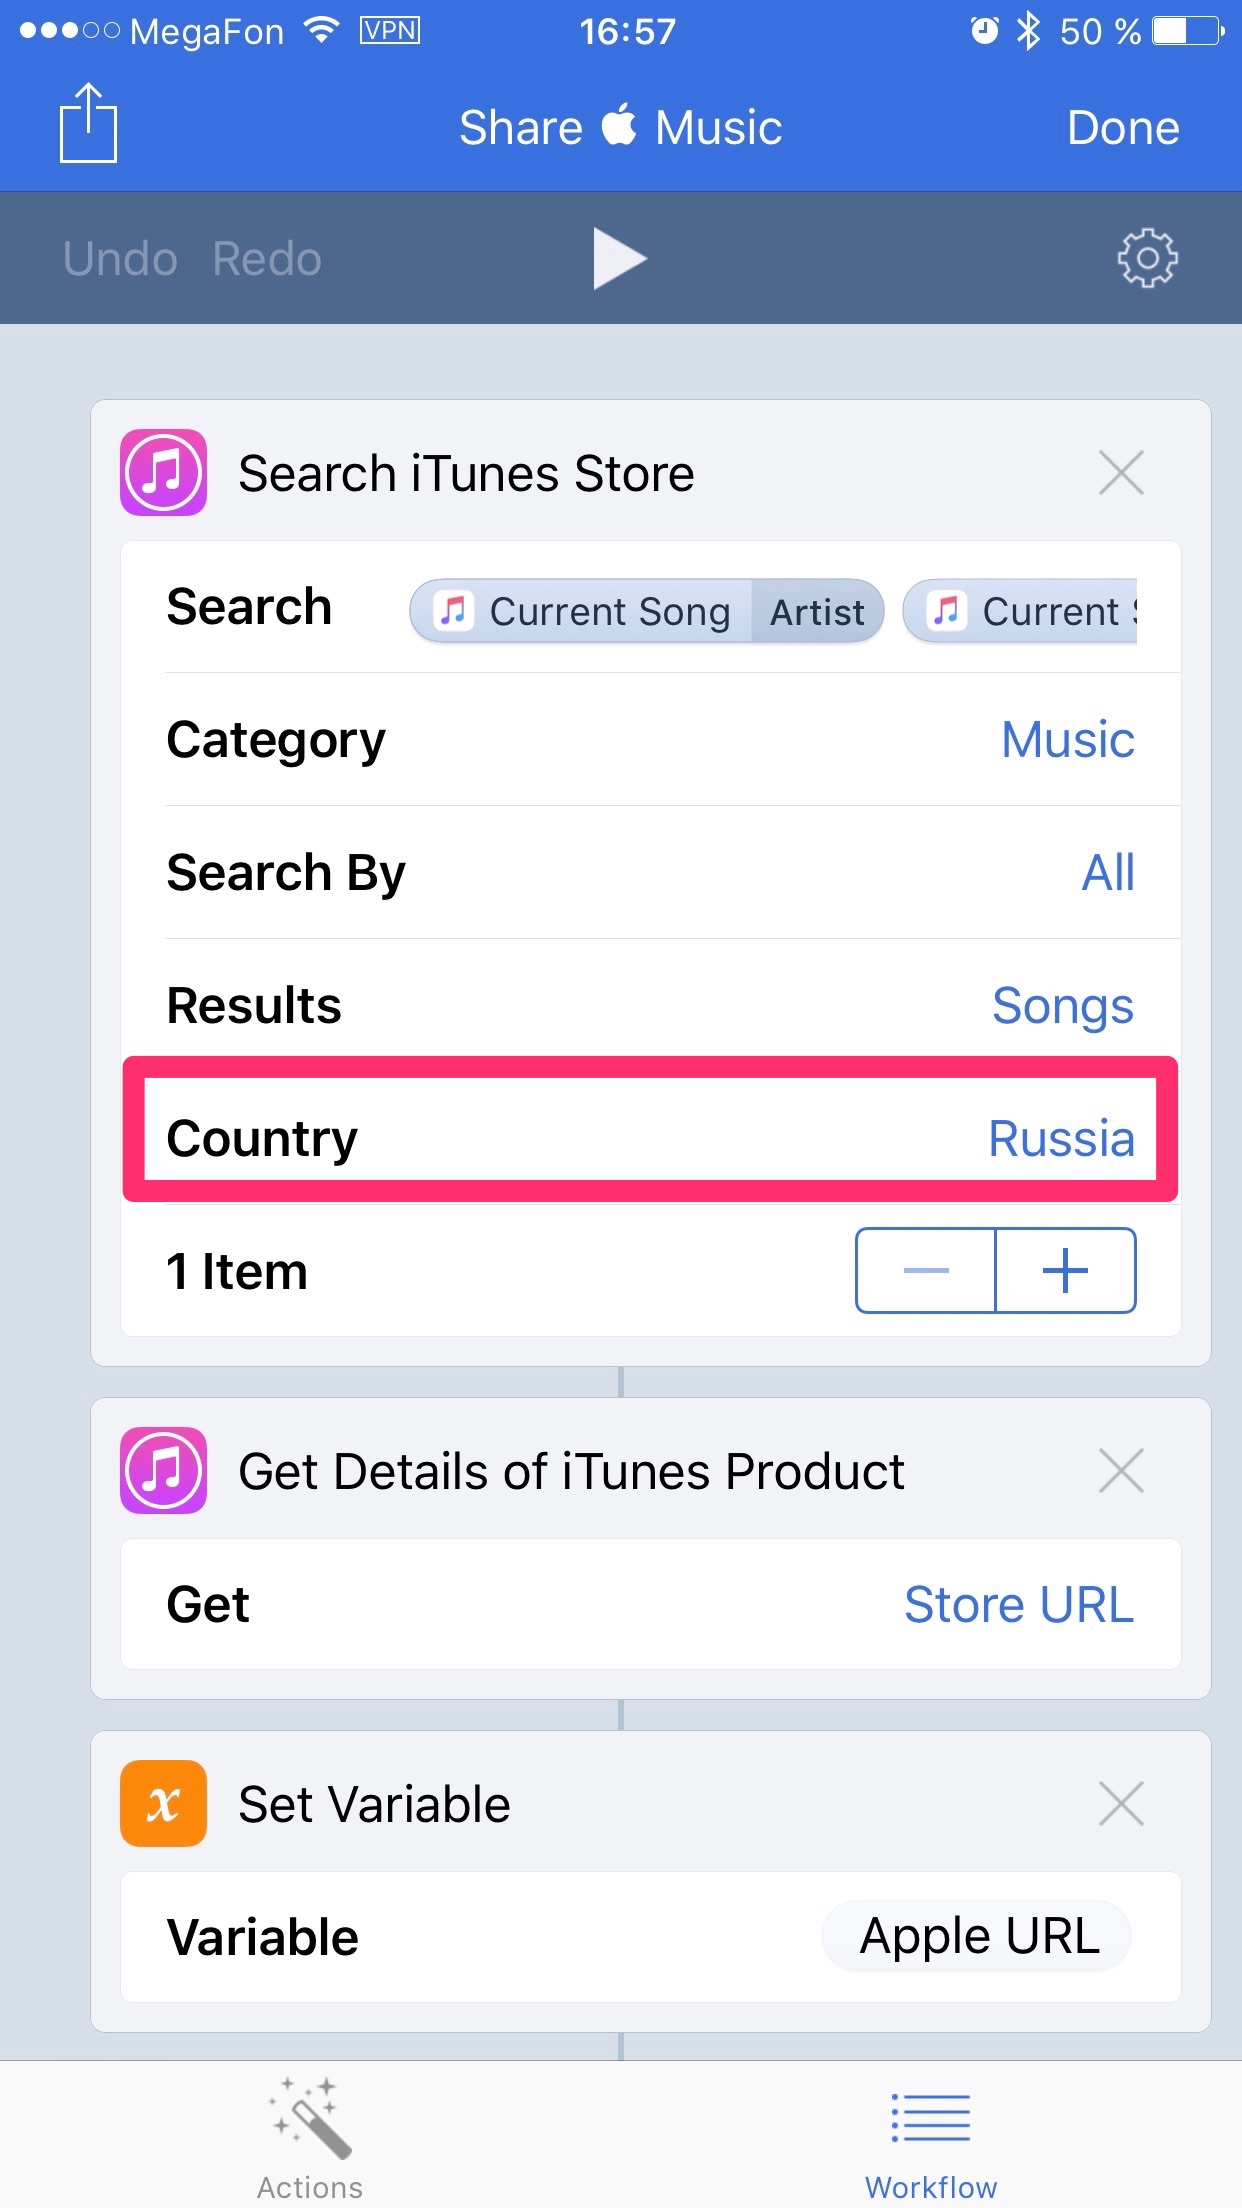 MegaFon VPN 16:57 50 %
Share  Music Done
Undo Redo
Search iTunes Store
Search Current Song Artist Current
Category Music
Search By All
Results Songs
Country Russia
1 Item
Get Details of iTunes Product
Get Store URL
x Set Variable
Variable Apple URL
Actions Workflow